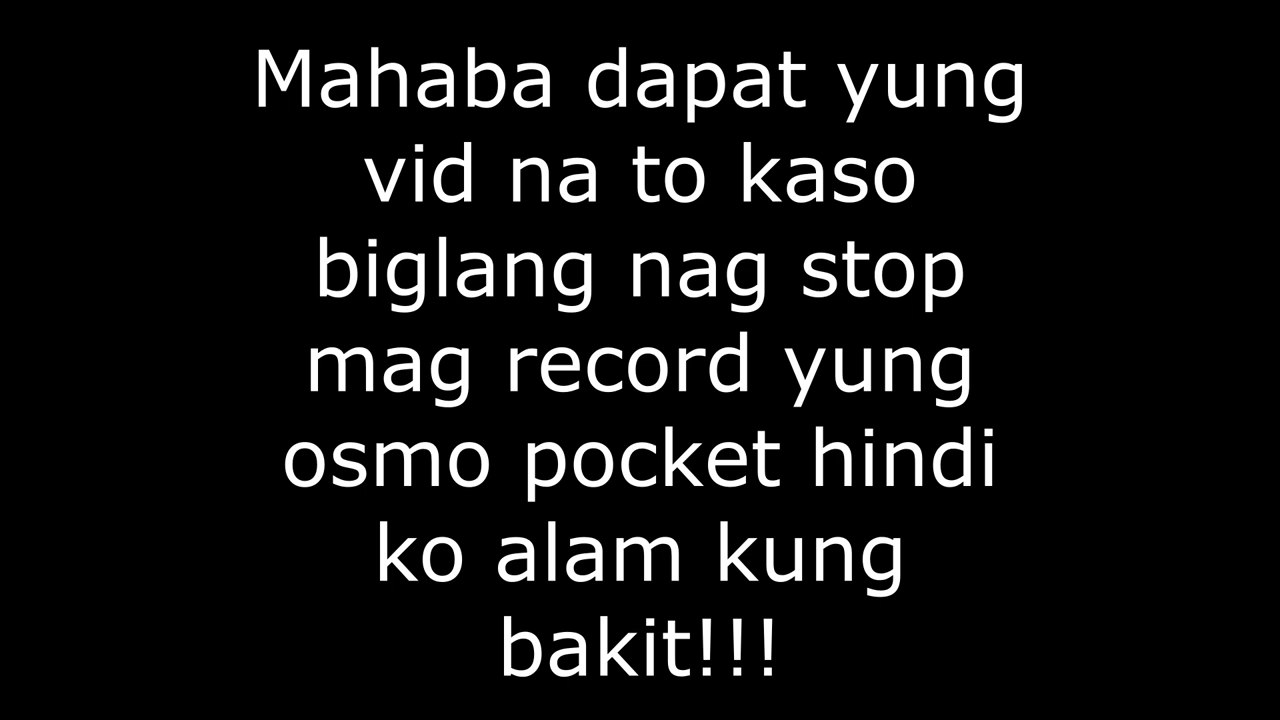 Mahaba dapat yung
vid na to kaso
biglang nag stop
mag record yung
osmo pocket hindi
ko alam kung
bakit!!!